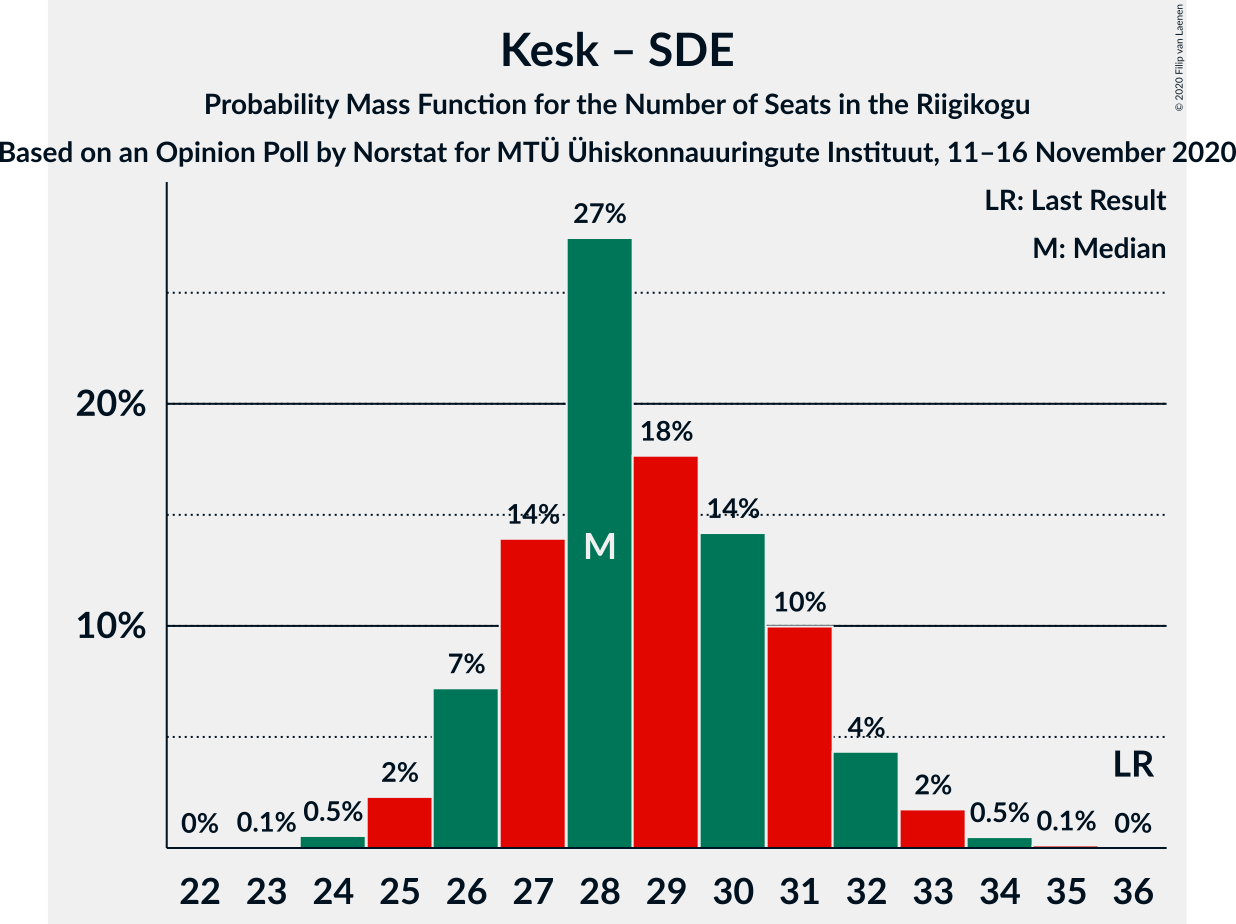 Kesk – SDE
Probability Mass Function for the Number of Seats in the Riigikogu
Based on an Opinion Poll by Norstat for MTÜ Ühiskonnauuringute Instituut, 11–16 November 2020
© 2020 Filip van Laenen
LR: Last Result
M: Median
27%
20%
18%
14%
14%
M
10%
10%
7%
4%
LR
2%
2%
0%
0.1%
0.5%
0.5%
0.1%
0%
22 23 24 25 26 27 28 29 30 31 32 33 34 35 36